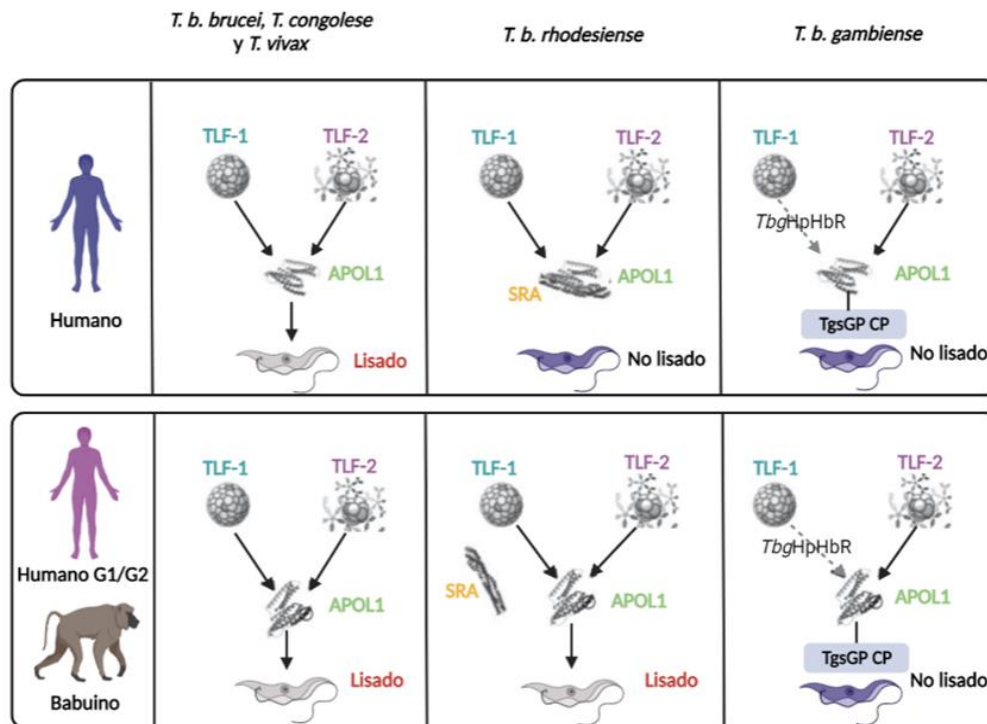 T. b. brucei, T. congolese
y T. vivax
T. b. rhodesiense
T. b. gambiense
Humano
TLF-1
TLF-2
APOL1
Lisado
TLF-1
TLF-2
SRA
APOL1
No lisado
TLF-1
TLF-2
TbgHpHbR
APOL1
TgsGP CP
No lisado
Humano G1/G2
Babuino
TLF-1
TLF-2
APOL1
Lisado
TLF-1
TLF-2
SRA
APOL1
Lisado
TLF-1
TLF-2
TbgHpHbR
APOL1
TgsGP CP
No lisado